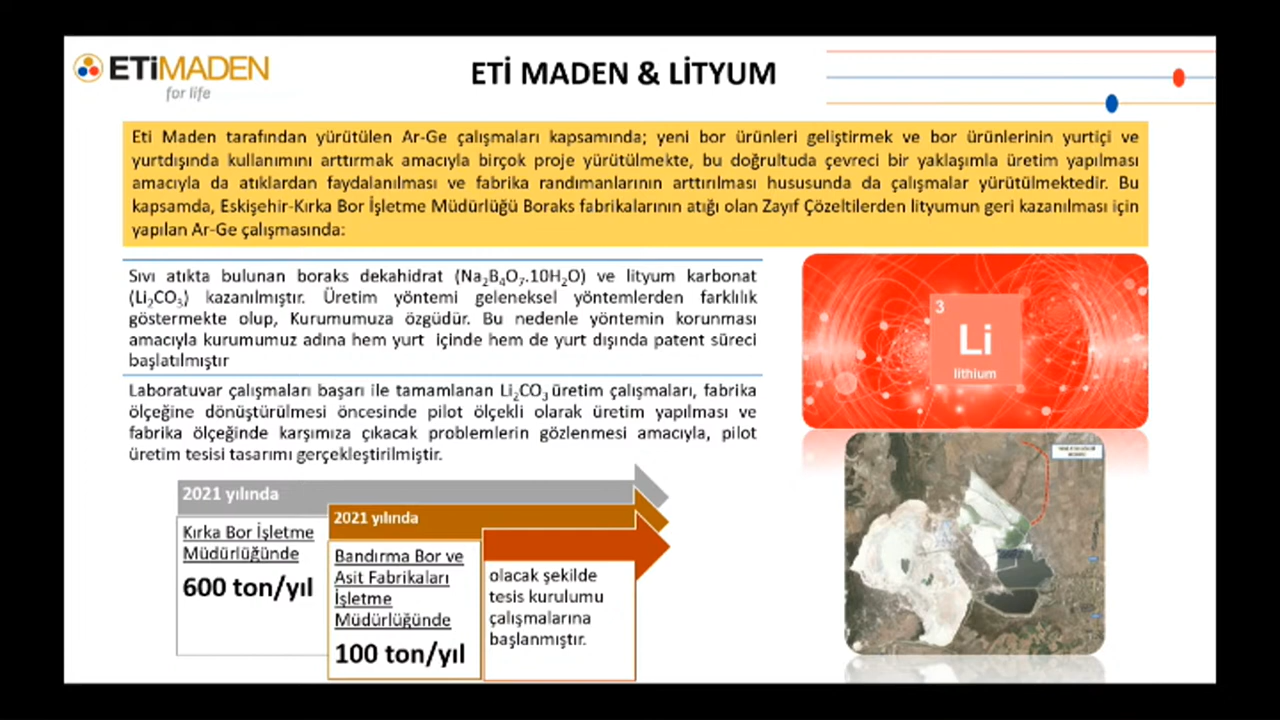 ETİMADEN
for life
ETİ MADEN & LİTYUM
Eti Maden tarafından yürütülen Ar-Ge çalışmaları kapsamında; yeni bor ürünleri geliştirmek ve bor ürünlerinin yurtiçi ve
yurtdışında kullanımını arttırmak amacıyla birçok proje yürütülmekte, bu doğrultuda çevreci bir yaklaşımla üretim yapılması
amacıyla da atıklardan faydalanılması ve fabrika randımanlarının arttırılması hususunda da çalışmalar yürütülmektedir. Bu
kapsamda, Eskişehir-Kırka Bor İşletme Müdürlüğü Boraks fabrikalarının atığı olan Zayıf Çözeltilerden lityumun geri kazanılması için
yapılan Ar-Ge çalışmasında:
Sıvı atıkta bulunan boraks dekahidrat (Na₂B₄O₇.10H₂O) ve lityum karbonat
(Li₂CO₃) kazanılmıştır. Üretim yöntemi geleneksel yöntemlerden farklılık
göstermekte olup, Kurumumuza özgüdür. Bu nedenle yöntemin korunması
amacıyla kurumumuz adına hem yurt içinde hem de yurt dışında patent süreci
başlatılmıştır
Laboratuvar çalışmaları başarı ile tamamlanan Li₂CO₃ üretim çalışmaları, fabrika
ölçeğine dönüştürülmesi öncesinde pilot ölçekli olarak üretim yapılması ve
fabrika ölçeğinde karşımıza çıkacak problemlerin gözlenmesi amacıyla, pilot
üretim tesisi tasarımı gerçekleştirilmiştir.
3
Li
lithium
2021 yılında
Kırka Bor İşletme
Müdürlüğünde
600 ton/yıl
2021 yılında
Bandırma Bor ve
Asit Fabrikaları
İşletme
Müdürlüğünde
100 ton/yıl
olacak şekilde
tesis kurulumu
çalışmalarına
başlanmıştır.